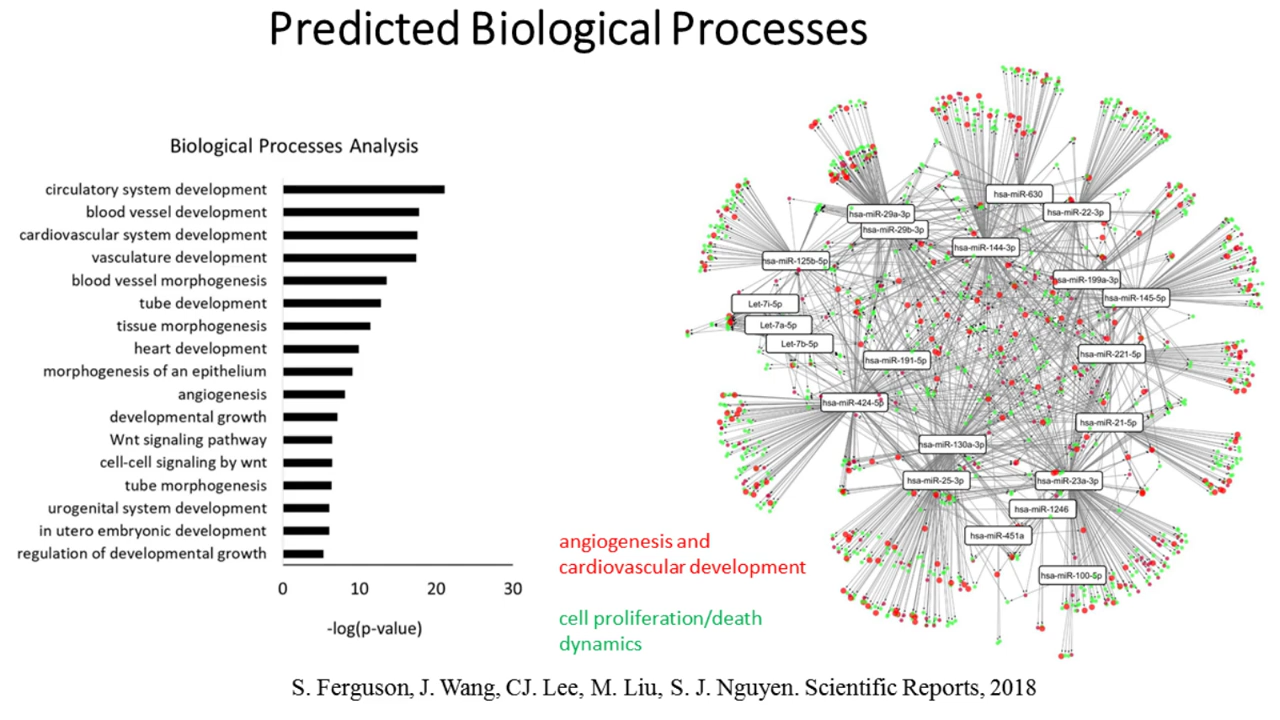 Predicted Biological Processes
Biological Processes Analysis
circulatory system development
blood vessel development
cardiovascular system development
vasculature development
blood vessel morphogenesis
tube development
tissue morphogenesis
heart development
morphogenesis of an epithelium
angiogenesis
developmental growth
Wnt signaling pathway
cell-cell signaling by wnt
tube morphogenesis
urogenital system development
in utero embryonic development
regulation of developmental growth
0 10 20 30
-log(p-value)
hsa-miR-630
hsa-miR-29a-3p
hsa-miR-22-3p
hsa-miR-29b-3p
hsa-miR-144-3p
hsa-miR-125b-5p
hsa-miR-199a-3p
hsa-miR-145-5p
Let-7i-5p
Let-7a-5p
Let-7b-5p
hsa-miR-191-5p
hsa-miR-221-5p
hsa-miR-424-5p
hsa-miR-21-5p
hsa-miR-130a-3p
hsa-miR-25-3p
hsa-miR-23a-3p
hsa-miR-1246
hsa-miR-451a
hsa-miR-100-5p
angiogenesis and
cardiovascular development
cell proliferation/death
dynamics
S. Ferguson, J. Wang, CJ. Lee, M. Liu, S. J. Nguyen. Scientific Reports, 2018